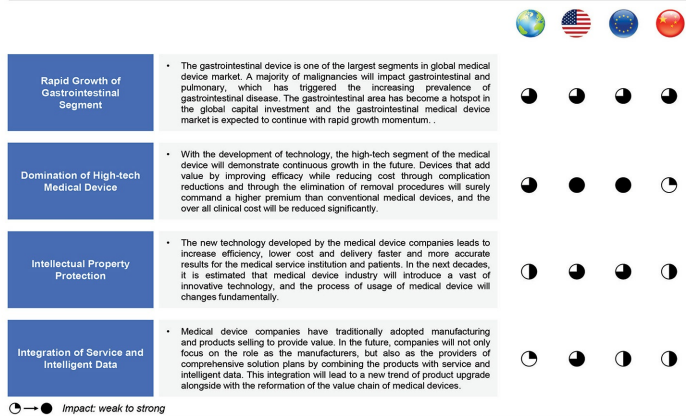 Rapid Growth of
Gastrointestinal
Segment
• The gastrointestinal device is one of the largest segments in global medical
device market. A majority of malignancies will impact gastrointestinal and
pulmonary, which has triggered the increasing prevalence of
gastrointestinal disease. The gastrointestinal area has become a hotspot in
the global capital investment and the gastrointestinal medical device
market is expected to continue with rapid growth momentum. .
Domination of High-tech
Medical Device
• With the development of technology, the high-tech segment of the medical
device will demonstrate continuous growth in the future. Devices that add
value by improving efficacy while reducing cost through complication
reductions and through the elimination of removal procedures will surely
command a higher premium than conventional medical devices, and the
over all clinical cost will be reduced significantly.
Intellectual Property
Protection
• The new technology developed by the medical device companies leads to
increase efficiency, lower cost and delivery faster and more accurate
results for the medical service institution and patients. In the next decades,
it is estimated that medical device industry will introduce a vast of
innovative technology, and the process of usage of medical device will
changes fundamentally.
Integration of Service and
Intelligent Data
• Medical device companies have traditionally adopted manufacturing
and products selling to provide value. In the future, companies will not only
focus on the role as the manufacturers, but also as the providers of
comprehensive solution plans by combining the products with service and
intelligent data. This integration will lead to a new trend of product upgrade
alongside with the reformation of the value chain of medical devices.
Impact: weak to strong